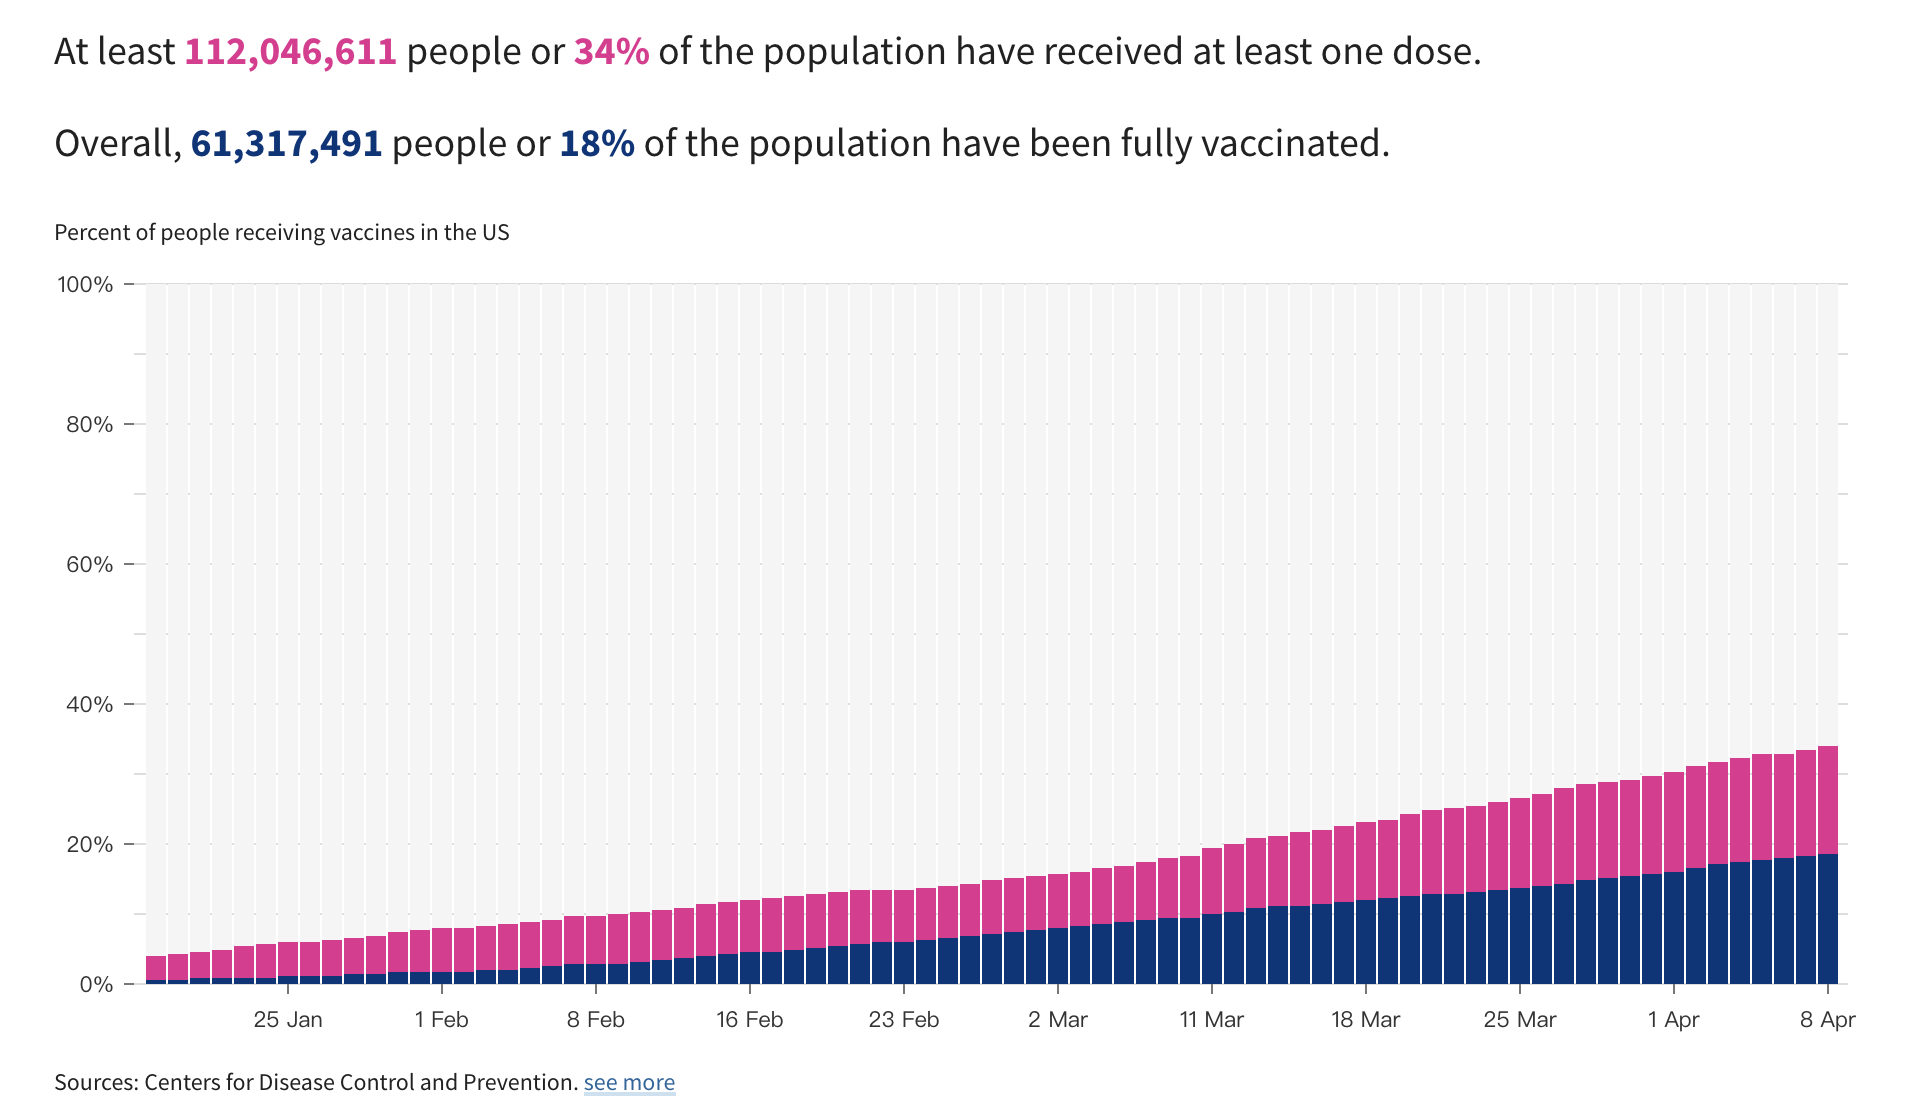 At least 112,046,611 people or 34% of the population have received at least one dose.
Overall, 61,317,491 people or 18% of the population have been fully vaccinated.
Percent of people receiving vaccines in the US
100%
80%
60%
40%
20%
0%
25 Jan 1 Feb 8 Feb 16 Feb 23 Feb 2 Mar 11 Mar 18 Mar 25 Mar 1 Apr 8 Apr
Sources: Centers for Disease Control and Prevention. see more